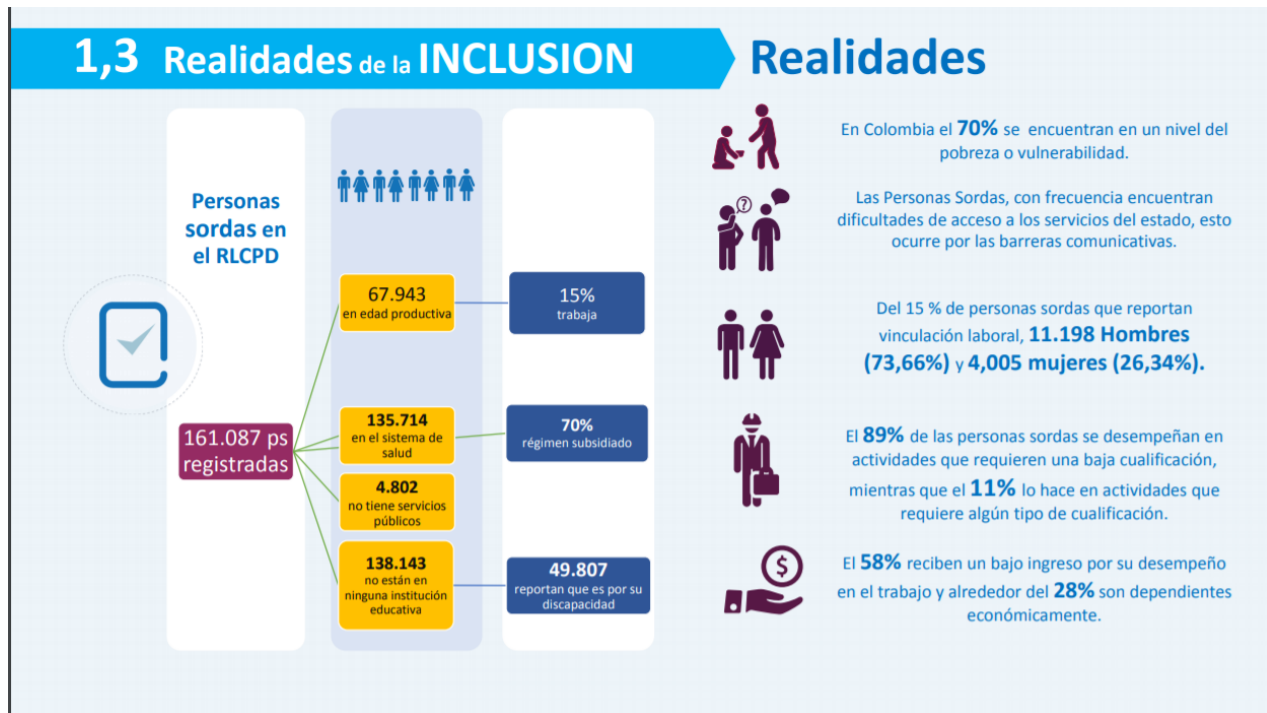 1,3 Realidades de la INCLUSION
Realidades
Personas
sordas en
el RLCPD
161.087 ps
registradas
67.943
en edad productiva
15%
trabaja
135.714
en el sistema de
salud
70%
régimen subsidiado
4.802
no tiene servicios
públicos
138.143
no están en
ninguna institución
educativa
49.807
reportan que es por su
discapacidad
En Colombia el 70% se encuentran en un nivel del
pobreza o vulnerabilidad.
?
Las Personas Sordas, con frecuencia encuentran
dificultades de acceso a los servicios del estado, esto
ocurre por las barreras comunicativas.
Del 15 % de personas sordas que reportan
vinculación laboral, 11.198 Hombres
(73,66%) y 4,005 mujeres (26,34%).
El 89% de las personas sordas se desempeñan en
actividades que requieren una baja cualificación,
mientras que el 11% lo hace en actividades que
requiere algún tipo de cualificación.
$
El 58% reciben un bajo ingreso por su desempeño
en el trabajo y alrededor del 28% son dependientes
económicamente.